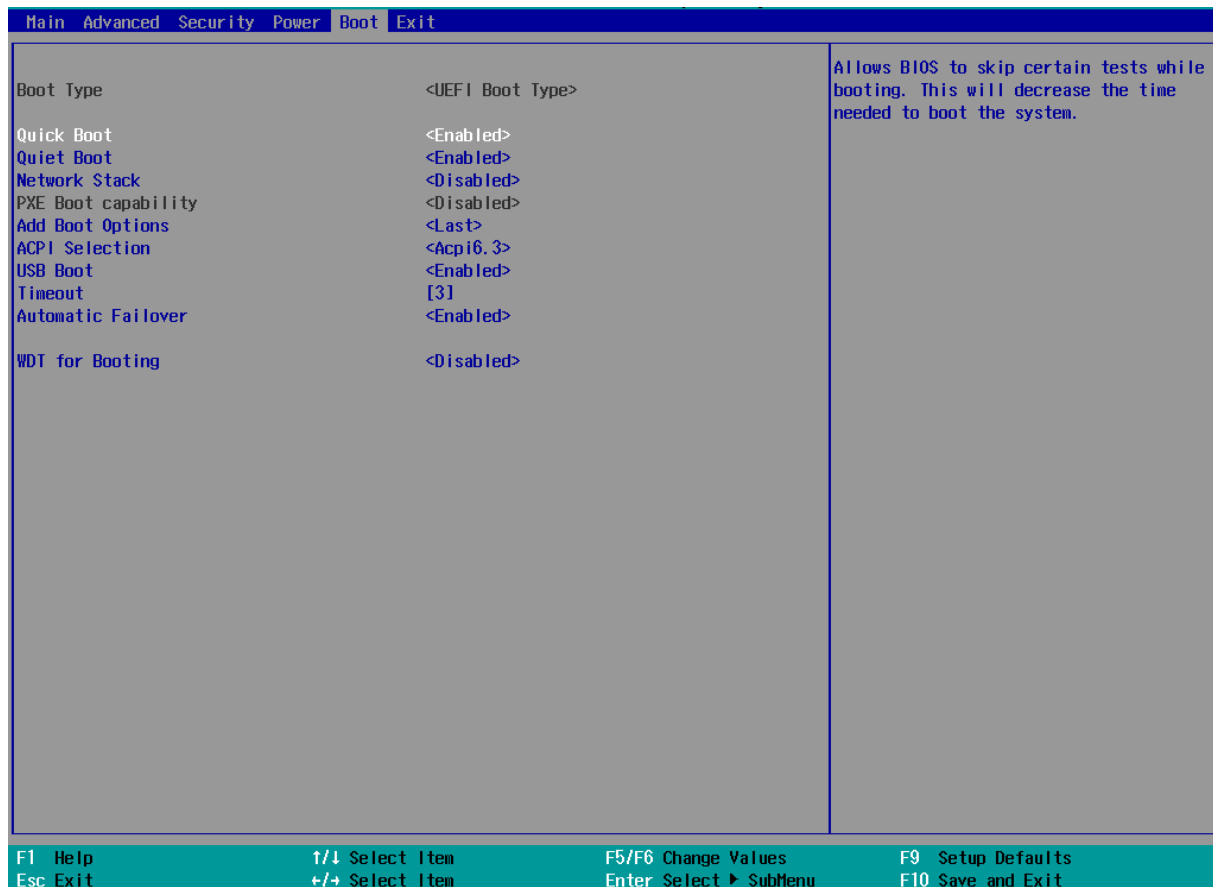 Main Advanced Security Power Boot Exit
Boot Type <UEFI Boot Type>
Quick Boot <Enabled>
Quiet Boot <Enabled>
Network Stack <Disabled>
PXE Boot capability <Disabled>
Add Boot Options <Last>
ACPI Selection <Acpi6.3>
USB Boot <Enabled>
Timeout [3]
Automatic Failover <Enabled>
WDT for Booting <Disabled>
Allows BIOS to skip certain tests while
booting. This will decrease the time
needed to boot the system.
F1 Help ↑/↓ Select Item F5/F6 Change Values F9 Setup Defaults
Esc Exit ←/→ Select Item Enter Select ▶ SubMenu F10 Save and Exit